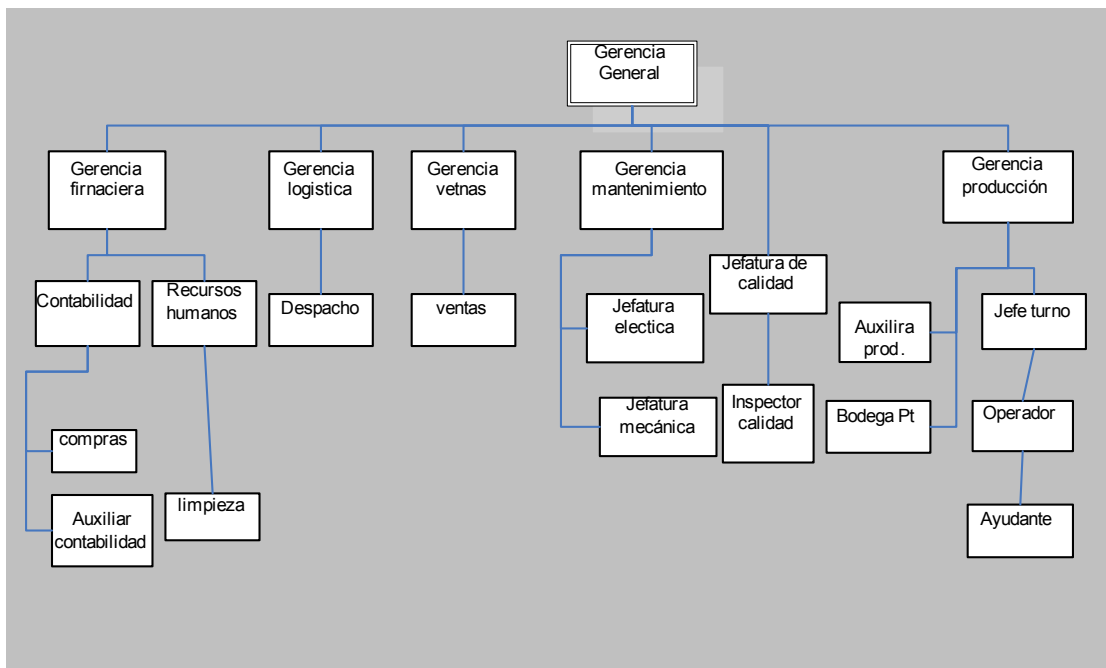 Gerencia
General
Gerencia
firnaciera
Gerencia
logistica
Gerencia
vetnas
Gerencia
mantenimiento
Gerencia
producción
Contabilidad
Recursos
humanos
Despacho
ventas
Jefatura
electica
Jefatura de
calidad
Auxilira
prod.
Jefe turno
compras
Auxiliar
contabilidad
limpieza
Jefatura
mecánica
Inspector
calidad
Bodega Pt
Operador
Ayudante